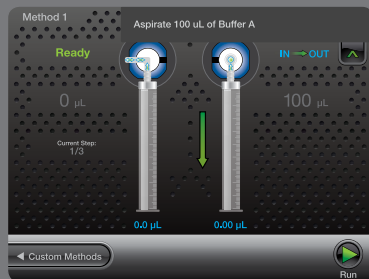 Method 1
Aspirate 100 uL of Buffer A
Ready
IN OUT
0 µL
100 µL
Current Step:
1/3
0.0 µL
0.00 µL
Custom Methods
Run